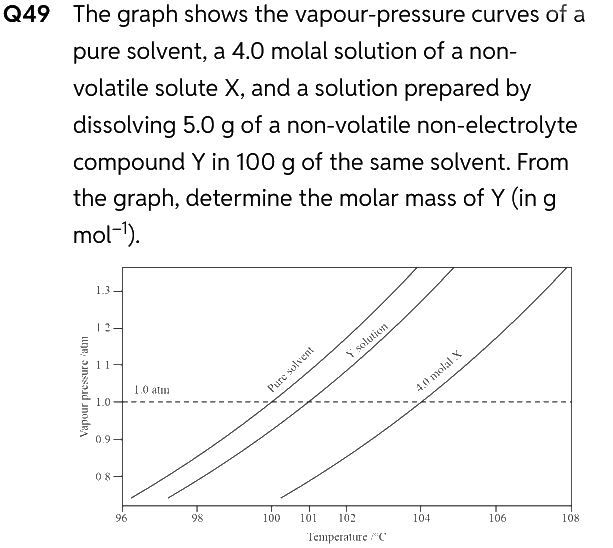 Q49 The graph shows the vapour-pressure curves of a
pure solvent, a 4.0 molal solution of a non-
volatile solute X, and a solution prepared by
dissolving 5.0 g of a non-volatile non-electrolyte
compound Y in 100 g of the same solvent. From
the graph, determine the molar mass of Y (in g
mol⁻¹).
1.3
1 2
1 1
1.0
0.9
0 8
Vapour pressure /atm
1.0 atm
Pure solvent
Y solution
4.0 molal X
96 98 100 101 102 104 106 108
Temperature /°C